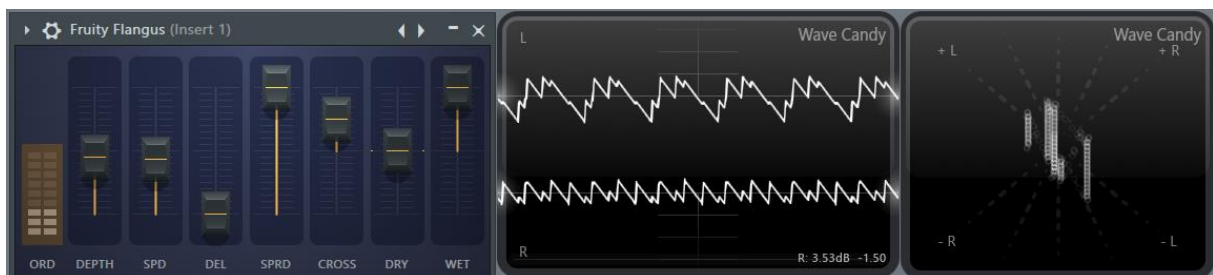 Fruity Flangus (Insert 1)
ORD DEPTH SPD DEL SPRD CROSS DRY WET
L
Wave Candy
R
R: 3.53dB -1.50
Wave Candy
+ L + R
- R - L